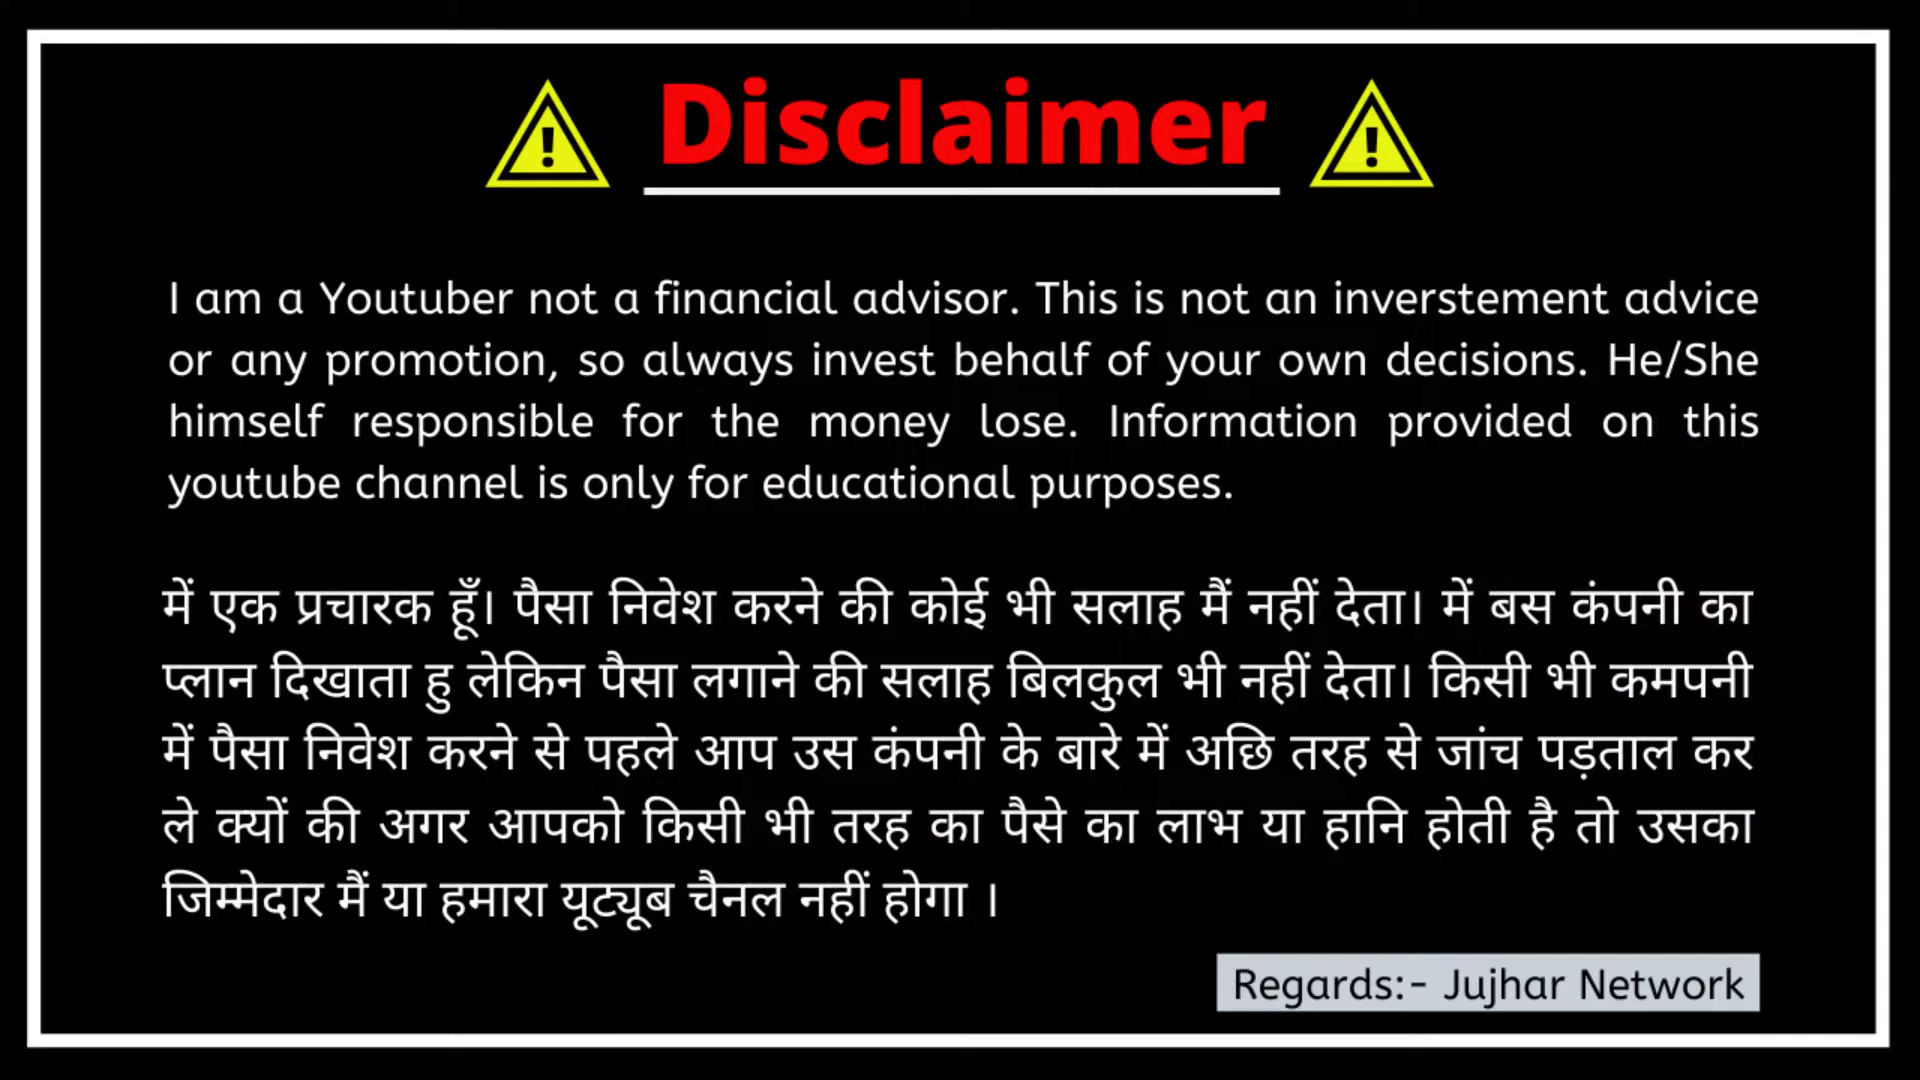 Disclaimer
I am a Youtuber not a financial advisor. This is not an inverstement advice
or any promotion, so always invest behalf of your own decisions. He/She
himself responsible for the money lose. Information provided on this
youtube channel is only for educational purposes.
में एक प्रचारक हूँ। पैसा निवेश करने की कोई भी सलाह मैं नहीं देता। में बस कंपनी का
प्लान दिखाता हु लेकिन पैसा लगाने की सलाह बिलकुल भी नहीं देता। किसी भी कमपनी
में पैसा निवेश करने से पहले आप उस कंपनी के बारे में अछि तरह से जांच पड़ताल कर
ले क्यों की अगर आपको किसी भी तरह का पैसे का लाभ या हानि होती है तो उसका
जिम्मेदार मैं या हमारा यूट्यूब चैनल नहीं होगा ।
Regards:- Jujhar Network